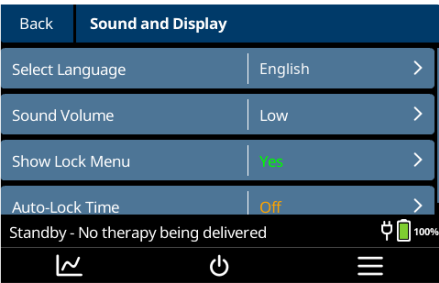 Back Sound and Display
Select Language English
Sound Volume Low
Show Lock Menu Yes
Auto-Lock Time Off
Standby - No therapy being delivered 100%